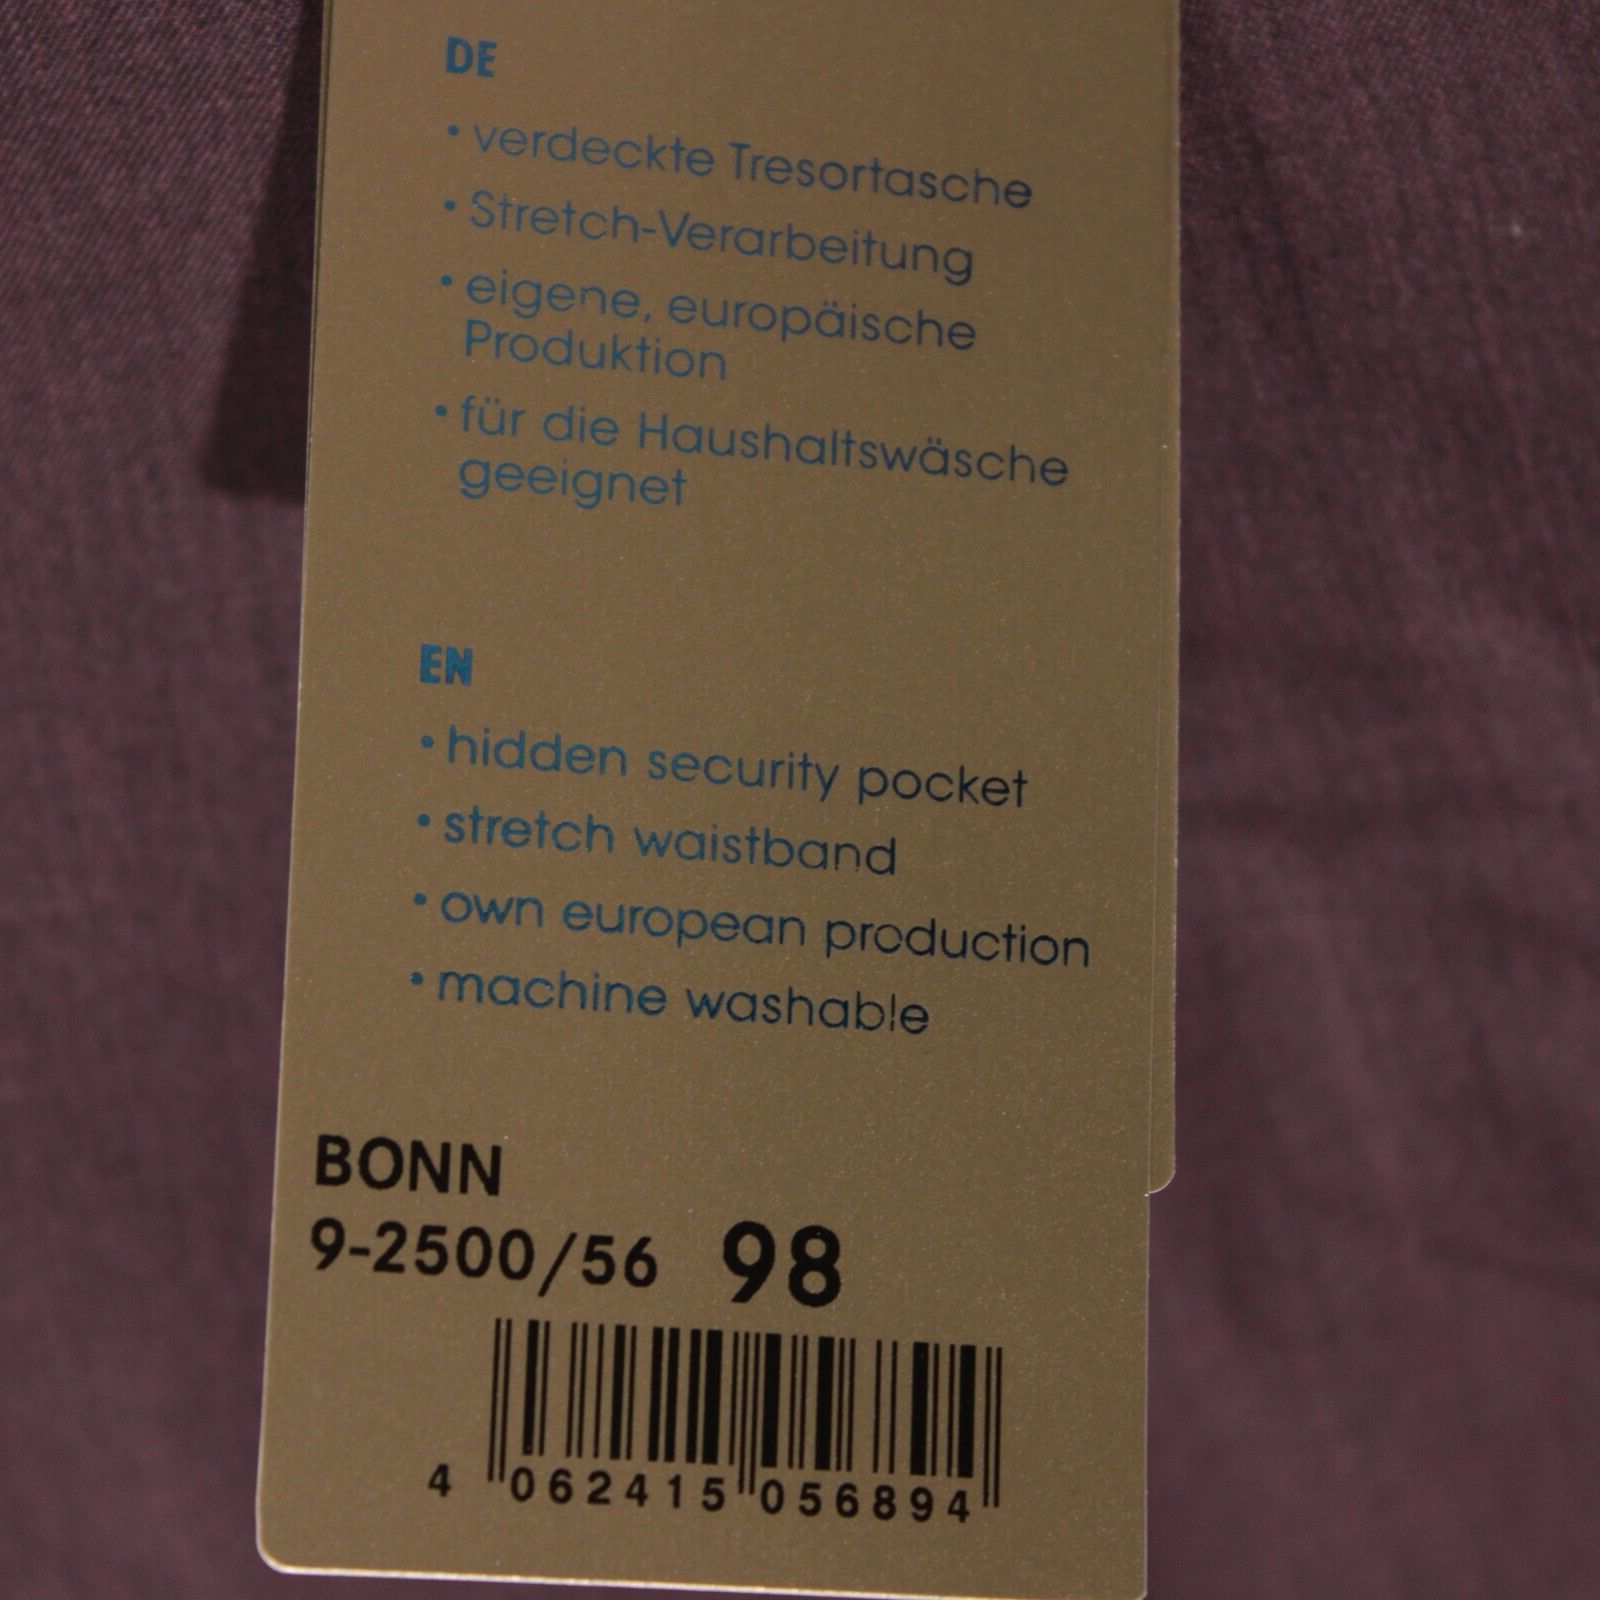 DE
• verdeckte Tresortasche
• Stretch-Verarbeitung
• eigene, europäische
Produktion
• für die Haushaltswäsche
geeignet
EN
• hidden security pocket
• stretch waistband
• own european production
• machine washable
BONN
9-2500/56 98
4 062415 056894